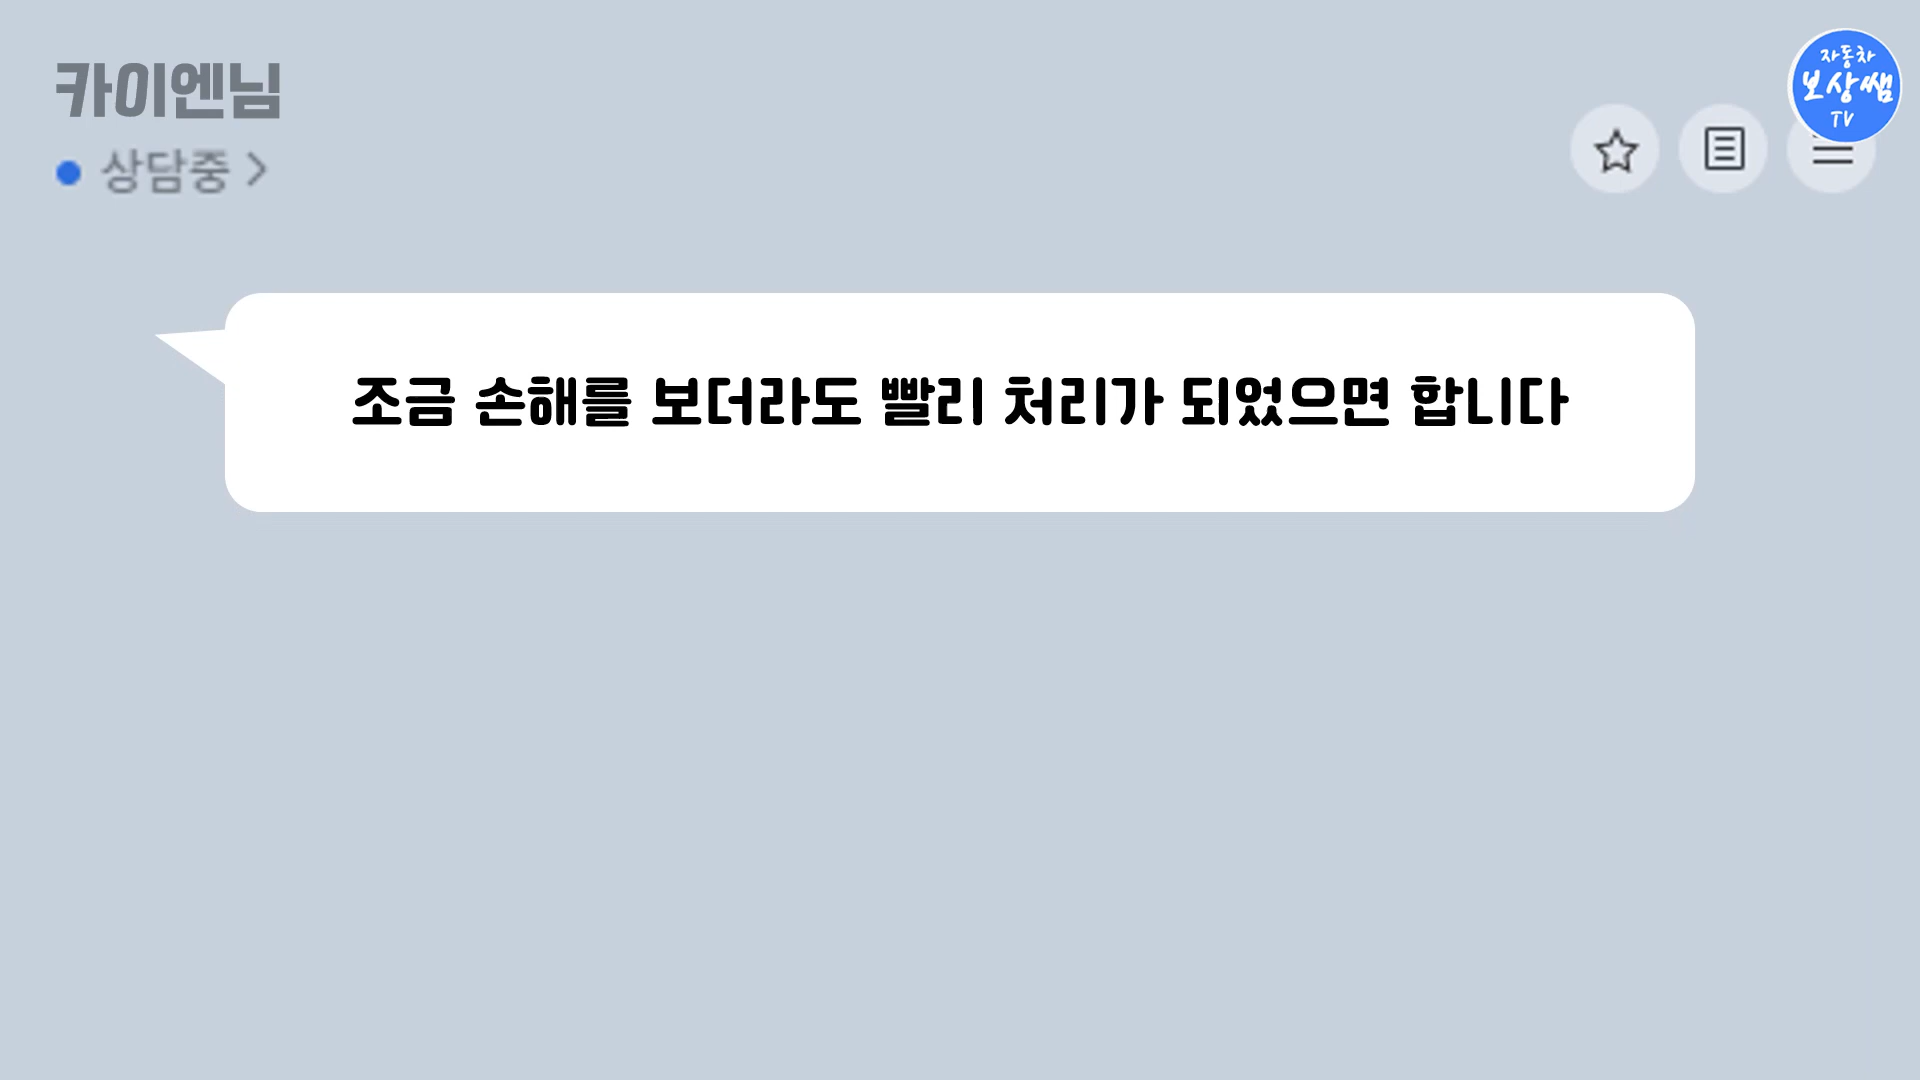 카이엔님
상담중 >
자동차
보상쌤
TV
조금 손해를 보더라도 빨리 처리가 되었으면 합니다